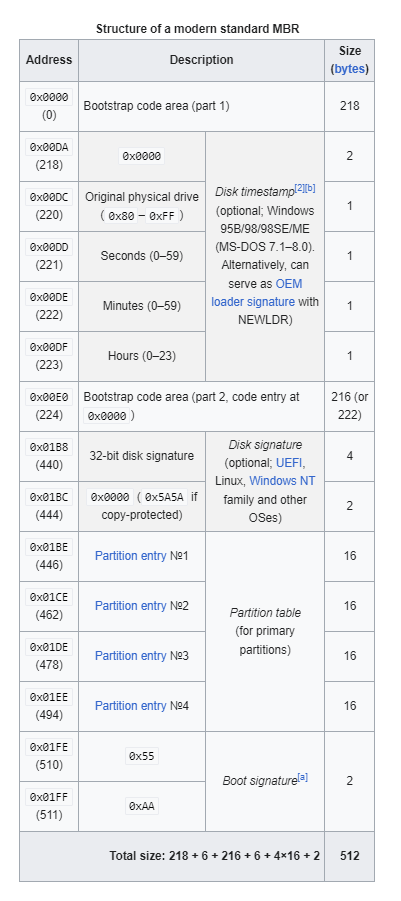 Structure of a modern standard MBR
Address Description Size
(bytes)
0x0000
(0) Bootstrap code area (part 1) 218
0x00DA
(218) 0x0000 2
Disk timestamp[2][b]
(optional; Windows
95B/98/98SE/ME
(MS-DOS 7.1–8.0).
Alternatively, can
serve as OEM
loader signature with
NEWLDR)
0x00DC
(220) Original physical drive
( 0x80 – 0xFF ) 1
0x00DD
(221) Seconds (0–59) 1
0x00DE
(222) Minutes (0–59) 1
0x00DF
(223) Hours (0–23) 1
0x00E0
(224) Bootstrap code area (part 2, code entry at
0x0000 ) 216 (or
222)
0x01B8
(440) 32-bit disk signature 4
Disk signature
(optional; UEFI,
Linux, Windows NT
family and other
OSes)
0x01BC
(444) 0x0000 ( 0x5A5A if
copy-protected) 2
0x01BE
(446) Partition entry №1 16
0x01CE
(462) Partition entry №2 16
Partition table
(for primary
partitions)
0x01DE
(478) Partition entry №3 16
0x01EE
(494) Partition entry №4 16
0x01FE
(510) 0x55
Boot signature[a] 2
0x01FF
(511) 0xAA
Total size: 218 + 6 + 216 + 6 + 4×16 + 2 512